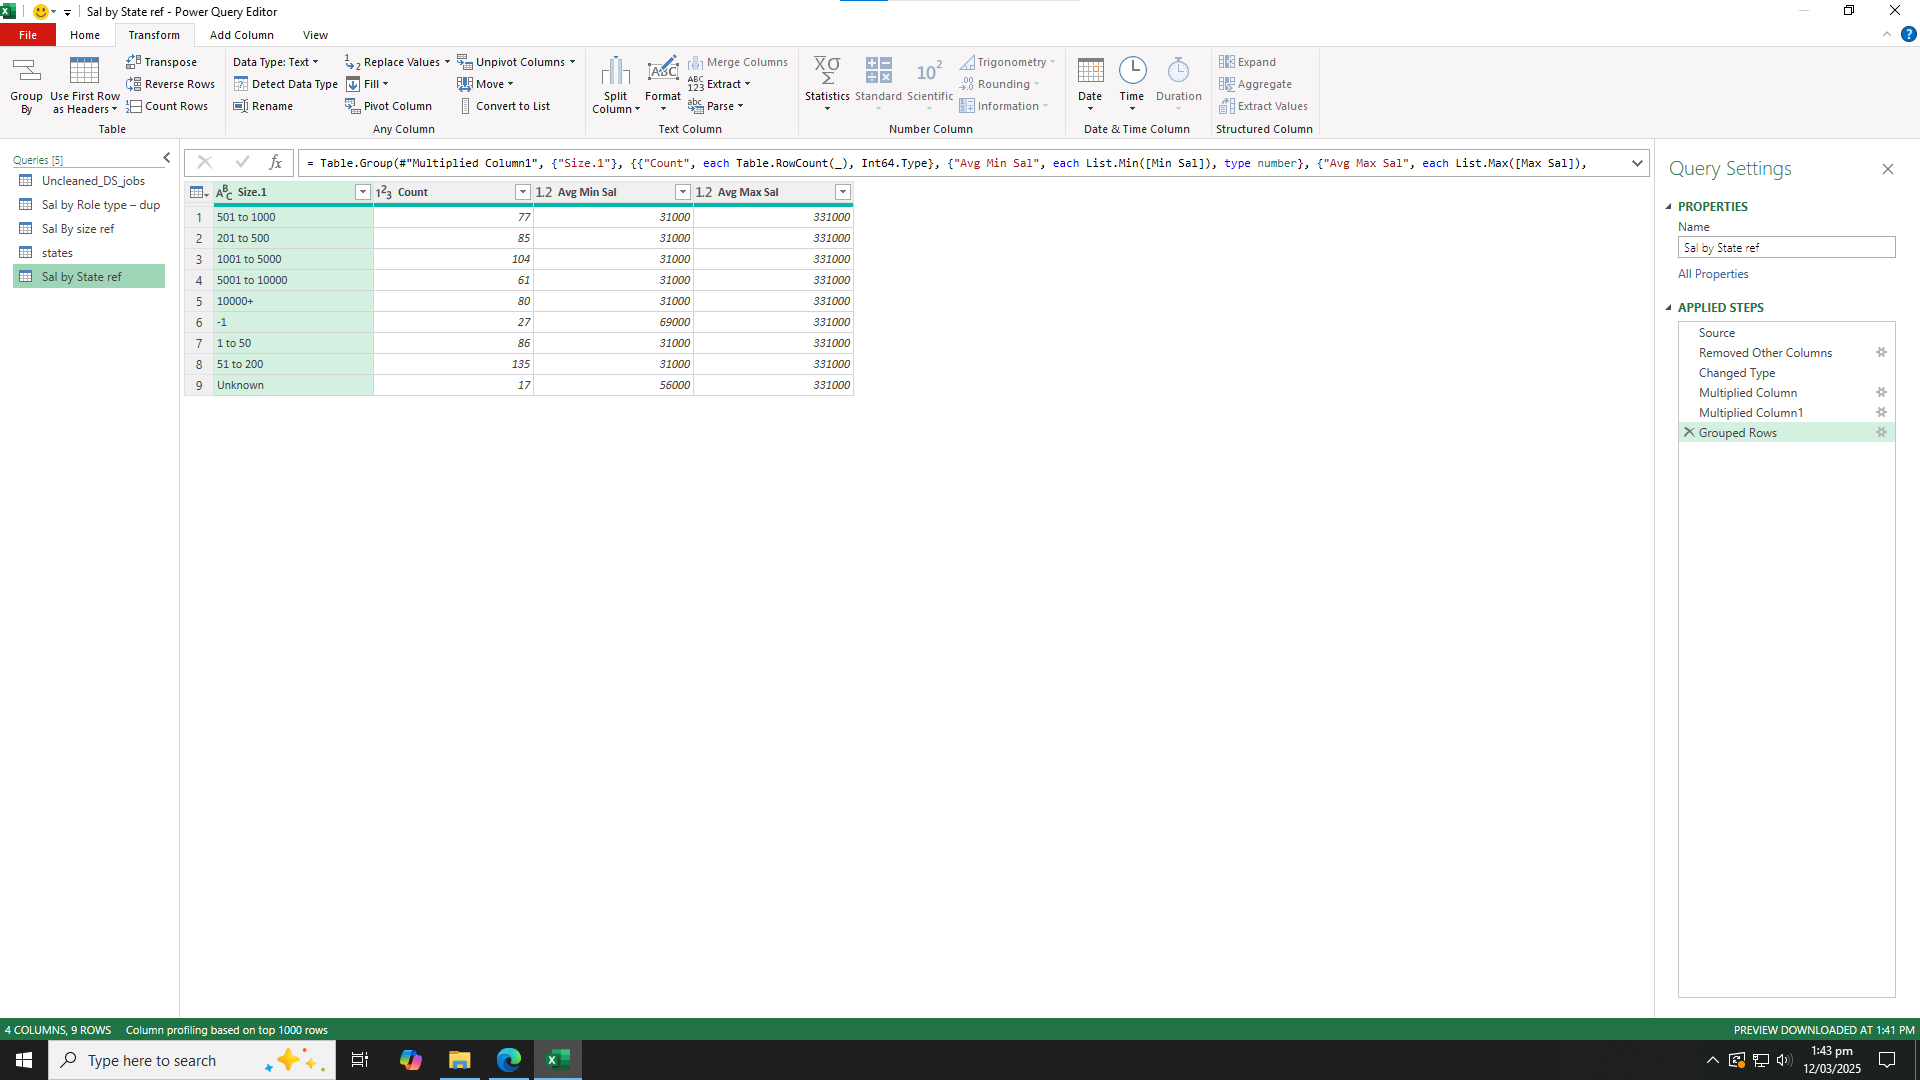 Sal by State ref - Power Query Editor
File
Home
Transform
Add Column
View
Group By
Use First Row as Headers
Transpose
Reverse Rows
Count Rows
Table
Data Type: Text
Detect Data Type
Rename
Replace Values
Fill
Pivot Column
Unpivot Columns
Move
Convert to List
Any Column
Split Column
Format
Merge Columns
Extract
Parse
Text Column
Statistics
Standard
Scientific
Trigonometry
Rounding
Information
Number Column
Date
Time
Duration
Date & Time Column
Expand
Aggregate
Extract Values
Structured Column
Queries [5]
Uncleaned_DS_jobs
Sal by Role type – dup
Sal By size ref
states
Sal by State ref
fx = Table.Group(#"Multiplied Column1", {"Size.1"}, {{"Count", each Table.RowCount(_), Int64.Type}, {"Avg Min Sal", each List.Min([Min Sal]), type number}, {"Avg Max Sal", each List.Max([Max Sal]),
Size.1 Count 1.2 Avg Min Sal 1.2 Avg Max Sal
1 501 to 1000 77 31000 331000
2 201 to 500 85 31000 331000
3 1001 to 5000 104 31000 331000
4 5001 to 10000 61 31000 331000
5 10000+ 80 31000 331000
6 -1 27 69000 331000
7 1 to 50 86 31000 331000
8 51 to 200 135 31000 331000
9 Unknown 17 56000 331000
Query Settings
PROPERTIES
Name
Sal by State ref
All Properties
APPLIED STEPS
Source
Removed Other Columns
Changed Type
Multiplied Column
Multiplied Column1
Grouped Rows
4 COLUMNS, 9 ROWS Column profiling based on top 1000 rows
PREVIEW DOWNLOADED AT 1:41 PM
Type here to search
1:43 pm
12/03/2025